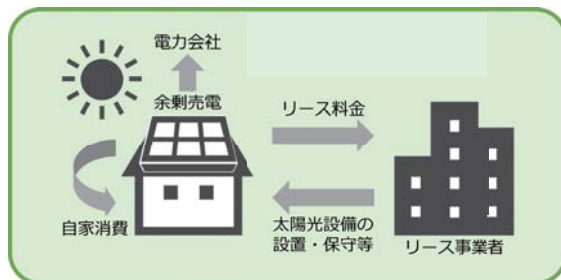 電力会社
余剰売電
リース料金
自家消費
太陽光設備の
設置・保守等
リース事業者